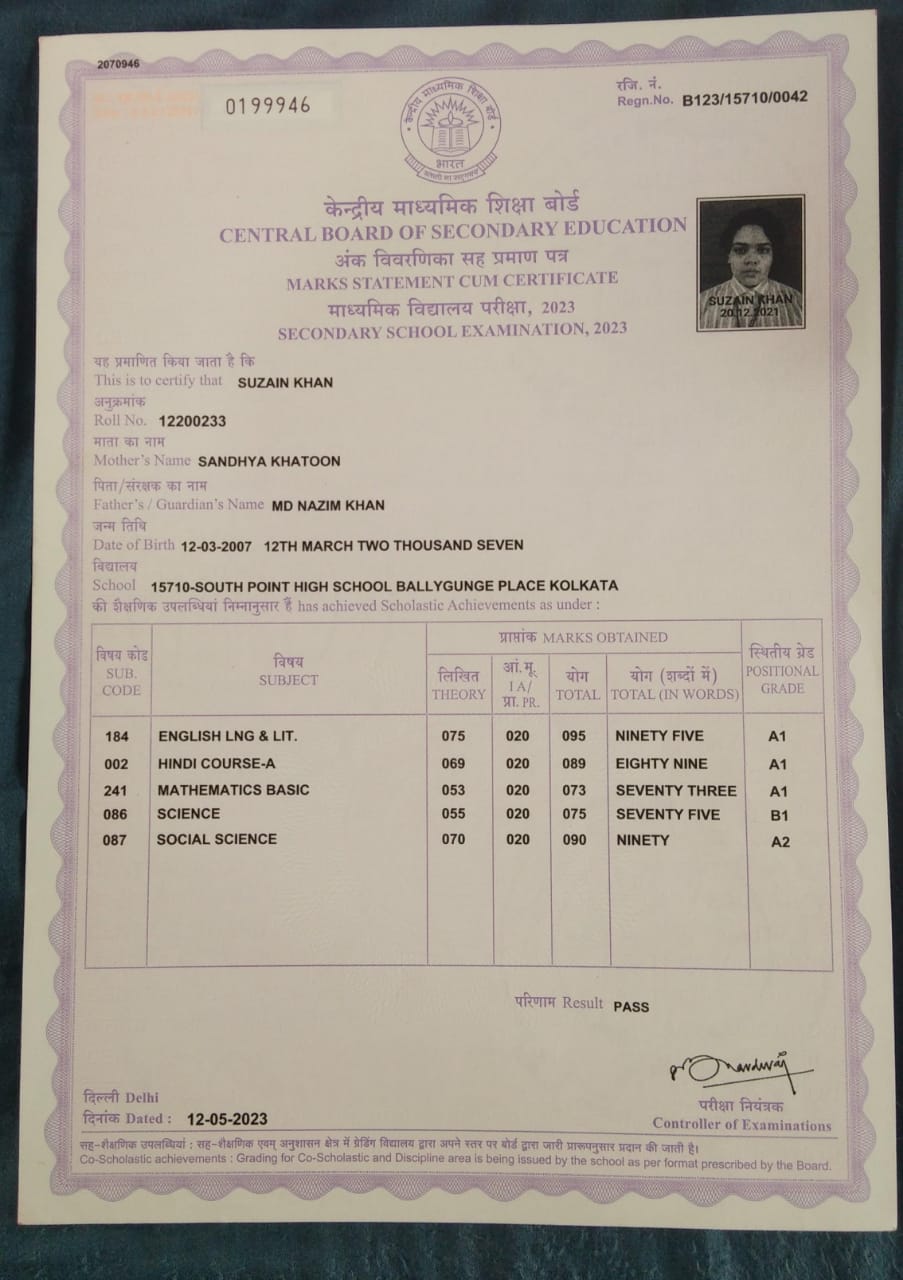 2070946
0199946
रजि. नं.
Regn.No. B123/15710/0042
केन्द्रीय माध्यमिक शिक्षा बोर्ड
भारत
केन्द्रीय माध्यमिक शिक्षा बोर्ड
CENTRAL BOARD OF SECONDARY EDUCATION
अंक विवरणिका सह प्रमाण पत्र
MARKS STATEMENT CUM CERTIFICATE
माध्यमिक विद्यालय परीक्षा, 2023
SECONDARY SCHOOL EXAMINATION, 2023
SUZAIN KHAN
20.12.2021
यह प्रमाणित किया जाता है कि
This is to certify that SUZAIN KHAN
अनुक्रमांक
Roll No. 12200233
माता का नाम
Mother's Name SANDHYA KHATOON
पिता/संरक्षक का नाम
Father's / Guardian's Name MD NAZIM KHAN
जन्म तिथि
Date of Birth 12-03-2007 12TH MARCH TWO THOUSAND SEVEN
विद्यालय
School 15710-SOUTH POINT HIGH SCHOOL BALLYGUNGE PLACE KOLKATA
की शैक्षणिक उपलब्धियां निम्नानुसार हैं has achieved Scholastic Achievements as under :
विषय कोड
SUB.
CODE
विषय
SUBJECT
प्राप्तांक MARKS OBTAINED
लिखित
THEORY
आं.मू.
I A/
प्रा. PR.
योग
TOTAL
योग (शब्दों में)
TOTAL (IN WORDS)
स्थितीय ग्रेड
POSITIONAL
GRADE
184 ENGLISH LNG & LIT. 075 020 095 NINETY FIVE A1
002 HINDI COURSE-A 069 020 089 EIGHTY NINE A1
241 MATHEMATICS BASIC 053 020 073 SEVENTY THREE A1
086 SCIENCE 055 020 075 SEVENTY FIVE B1
087 SOCIAL SCIENCE 070 020 090 NINETY A2
परिणाम Result PASS
दिल्ली Delhi
दिनांक Dated : 12-05-2023
परीक्षा नियंत्रक
Controller of Examinations
सह-शैक्षणिक उपलब्धियां : सह-शैक्षणिक एवम् अनुशासन क्षेत्र में ग्रेडिंग विद्यालय द्वारा अपने स्तर पर बोर्ड द्वारा जारी प्रारूपनुसार प्रदान की जाती है।
Co-Scholastic achievements : Grading for Co-Scholastic and Discipline area is being issued by the school as per format prescribed by the Board.